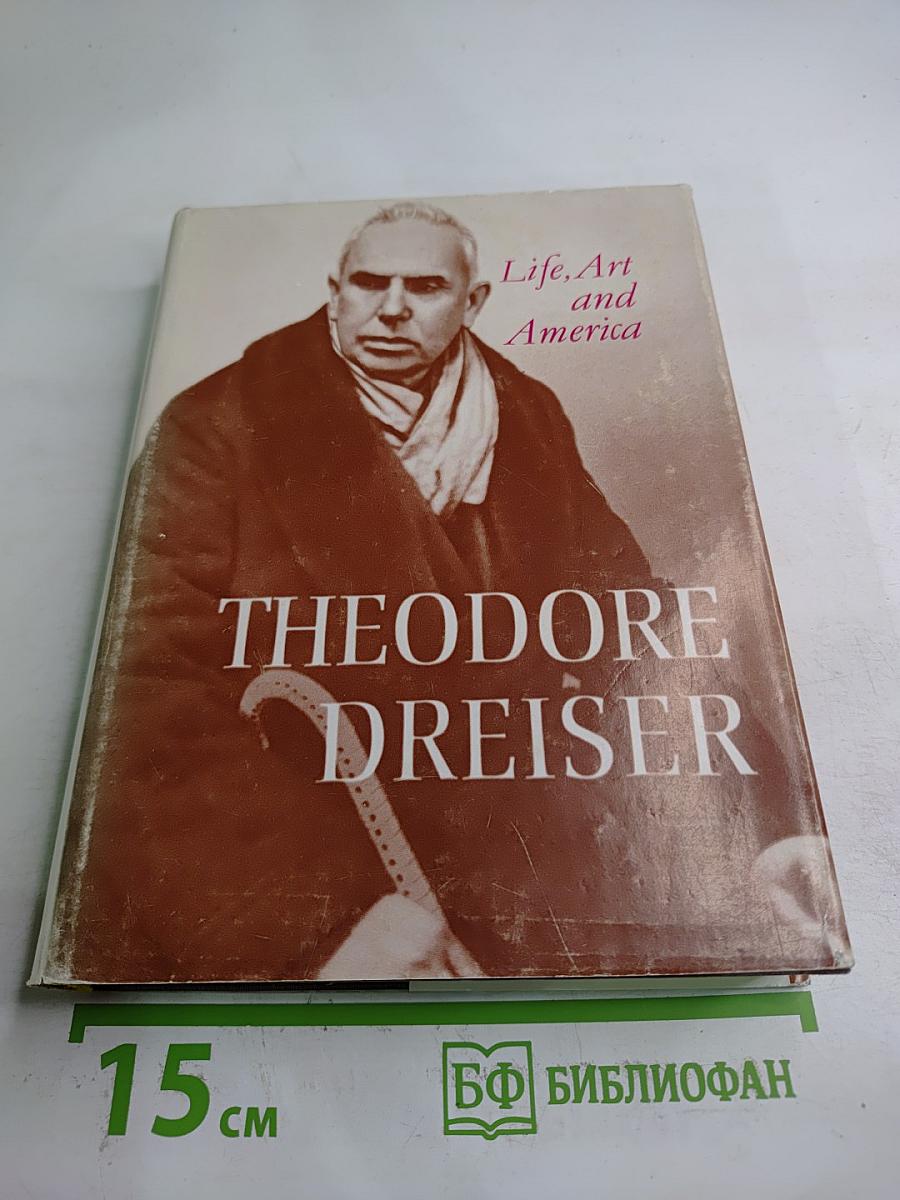 Life, Art
and
America
THEODORE
DREISER
15 см
БФ БИБЛИОФАН